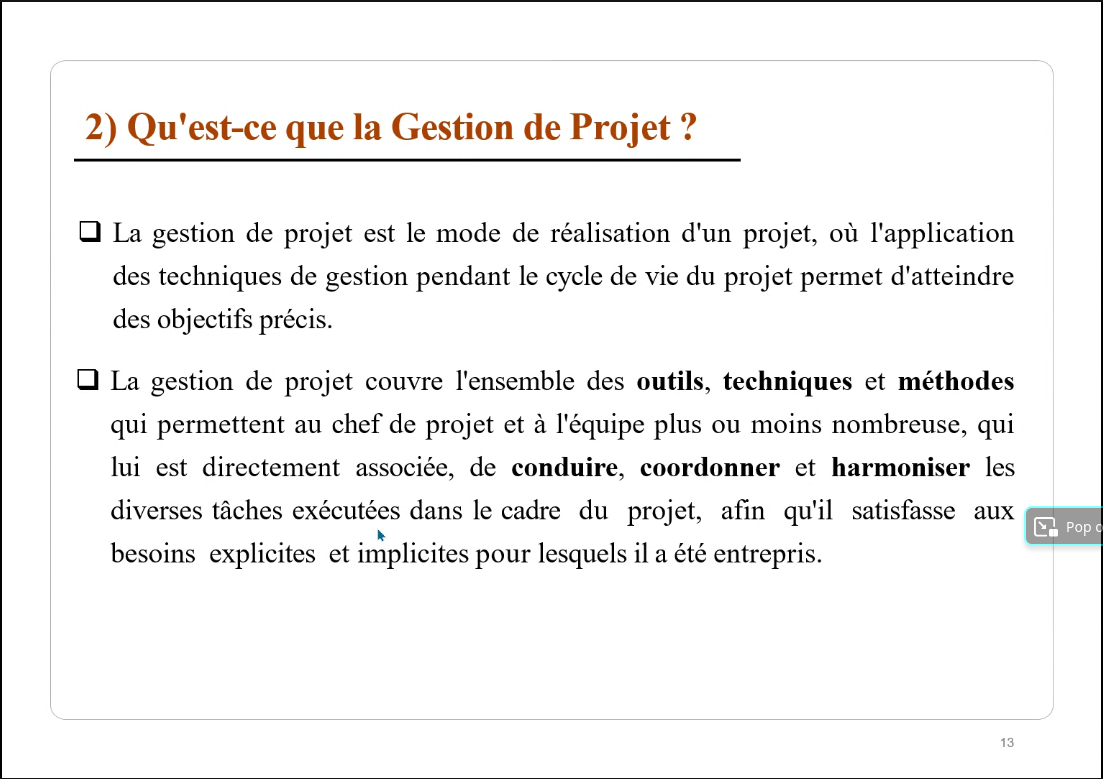 2) Qu'est-ce que la Gestion de Projet ?
❑ La gestion de projet est le mode de réalisation d'un projet, où l'application
des techniques de gestion pendant le cycle de vie du projet permet d'atteindre
des objectifs précis.
❑ La gestion de projet couvre l'ensemble des outils, techniques et méthodes
qui permettent au chef de projet et à l'équipe plus ou moins nombreuse, qui
lui est directement associée, de conduire, coordonner et harmoniser les
diverses tâches exécutées dans le cadre du projet, afin qu'il satisfasse aux
besoins explicites et implicites pour lesquels il a été entrepris.
Pop
13